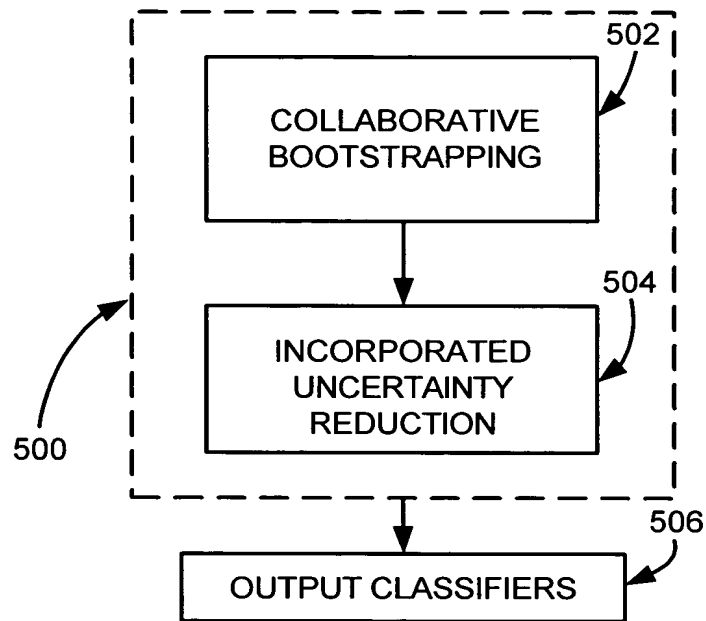 502
COLLABORATIVE
BOOTSTRAPPING
504
INCORPORATED
UNCERTAINTY
REDUCTION
500
506
OUTPUT CLASSIFIERS